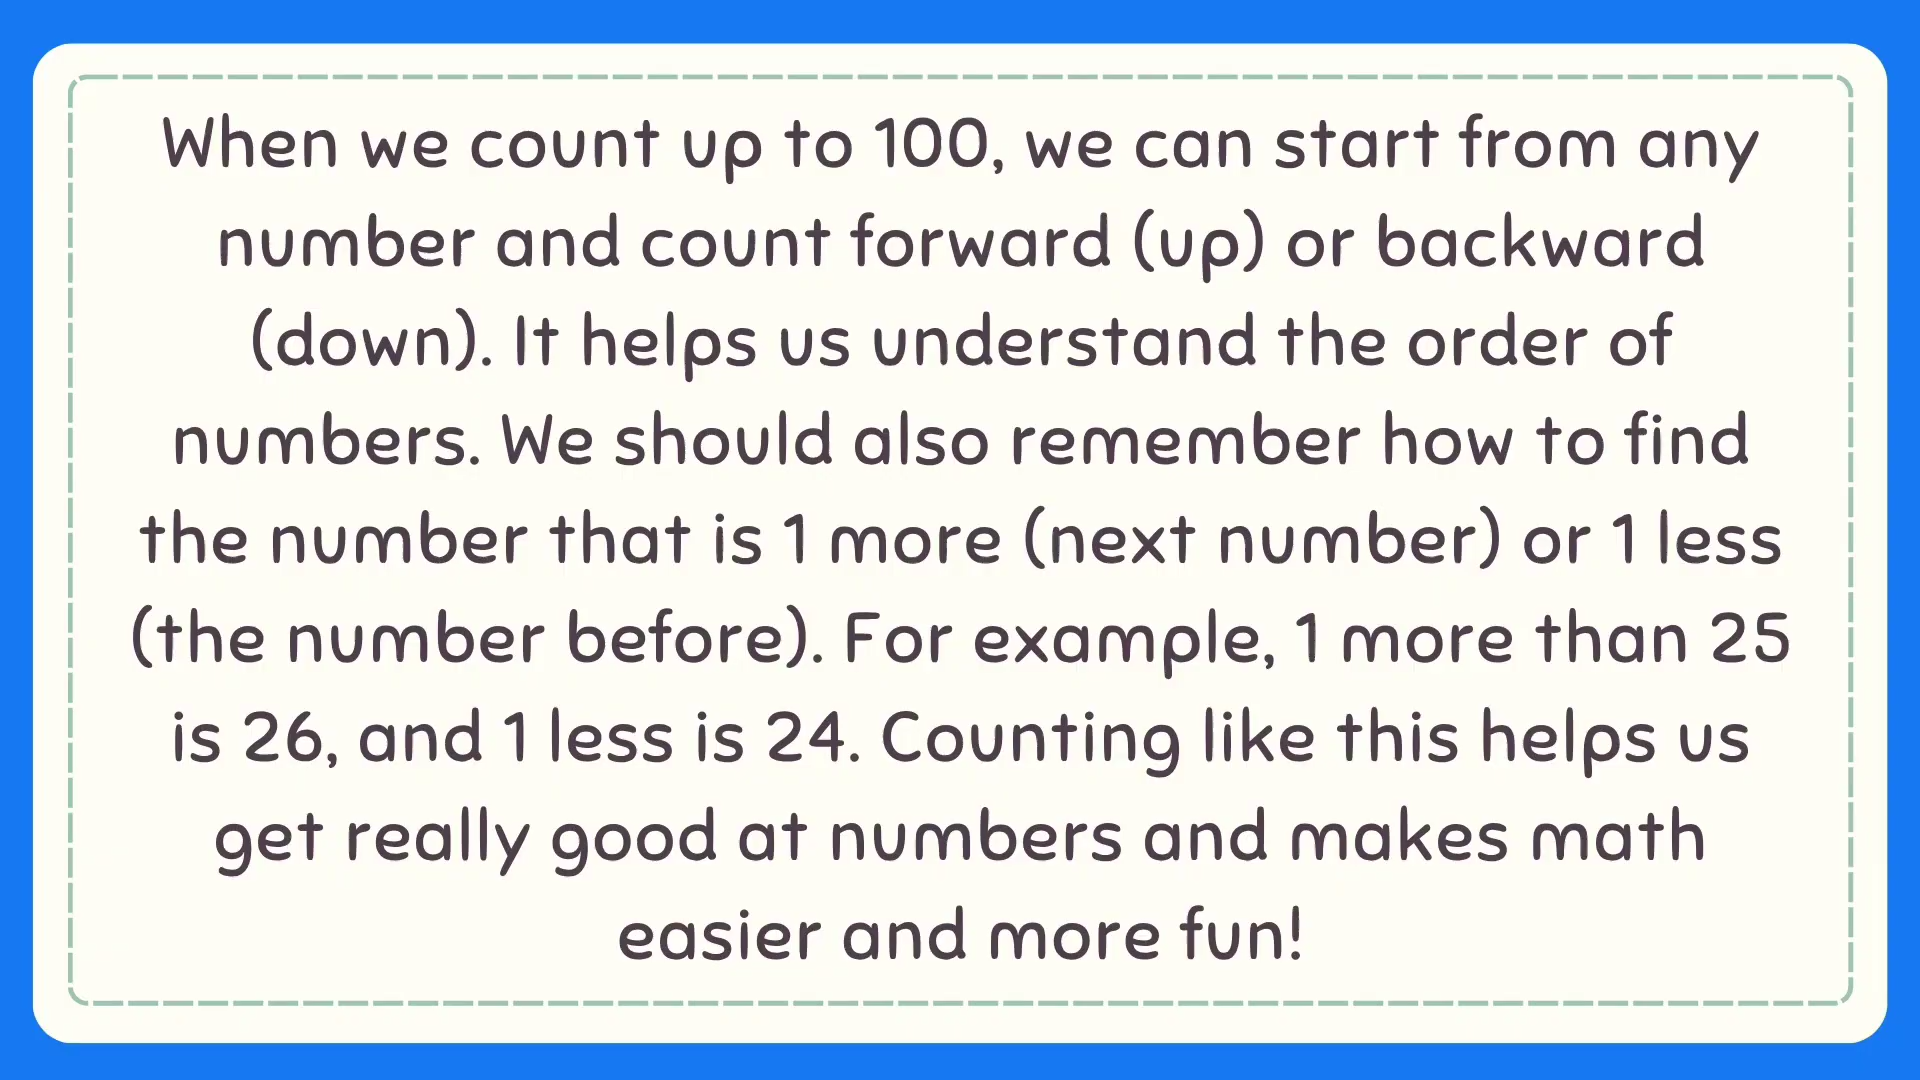 When we count up to 100, we can start from any
number and count forward (up) or backward
(down). It helps us understand the order of
numbers. We should also remember how to find
the number that is 1 more (next number) or 1 less
(the number before). For example, 1 more than 25
is 26, and 1 less is 24. Counting like this helps us
get really good at numbers and makes math
easier and more fun!